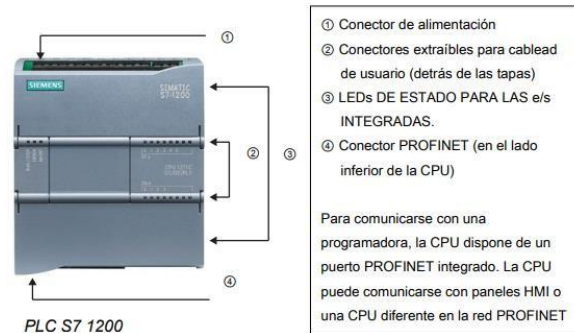 ①
SIEMENS
SIMATIC
S7-1200
②
③
④
PLC S7 1200
① Conector de alimentación
② Conectores extraíbles para cablead
de usuario (detrás de las tapas)
③ LEDs DE ESTADO PARA LAS e/s
INTEGRADAS.
④ Conector PROFINET (en el lado
inferior de la CPU)
Para comunicarse con una
programadora, la CPU dispone de un
puerto PROFINET integrado. La CPU
puede comunicarse con paneles HMI o
una CPU diferente en la red PROFINET